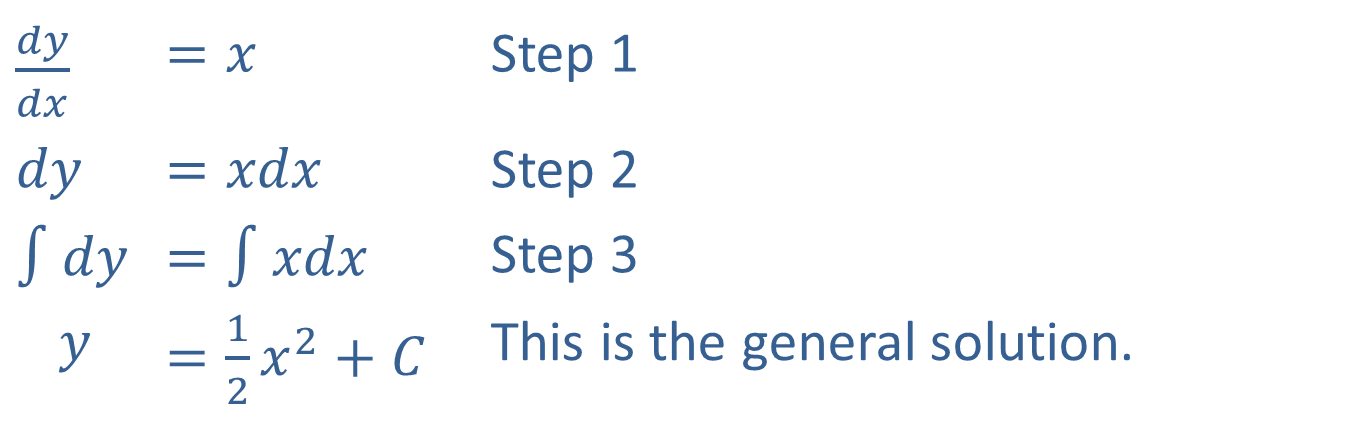 dy/dx = x Step 1
dy = xdx Step 2
∫ dy = ∫ xdx Step 3
y = 1/2 x² + C This is the general solution.